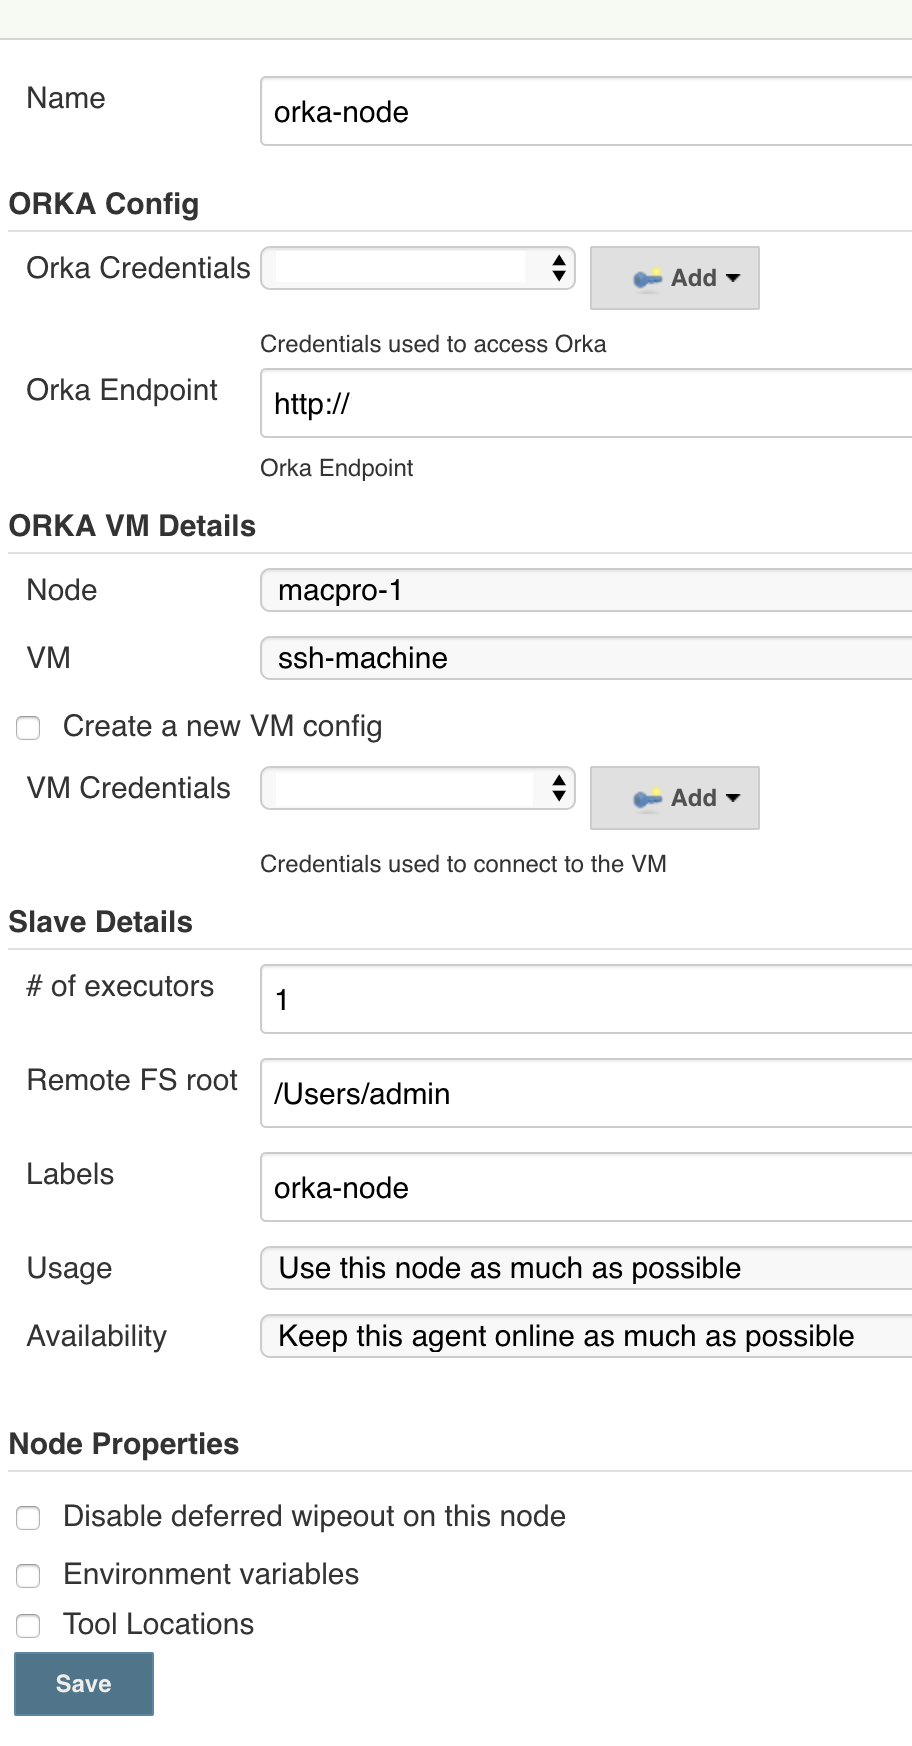 Name
orka-node
ORKA Config
Orka Credentials
Add
Credentials used to access Orka
Orka Endpoint
http://
Orka Endpoint
ORKA VM Details
Node
macpro-1
VM
ssh-machine
Create a new VM config
VM Credentials
Add
Credentials used to connect to the VM
Slave Details
# of executors
1
Remote FS root
/Users/admin
Labels
orka-node
Usage
Use this node as much as possible
Availability
Keep this agent online as much as possible
Node Properties
Disable deferred wipeout on this node
Environment variables
Tool Locations
Save